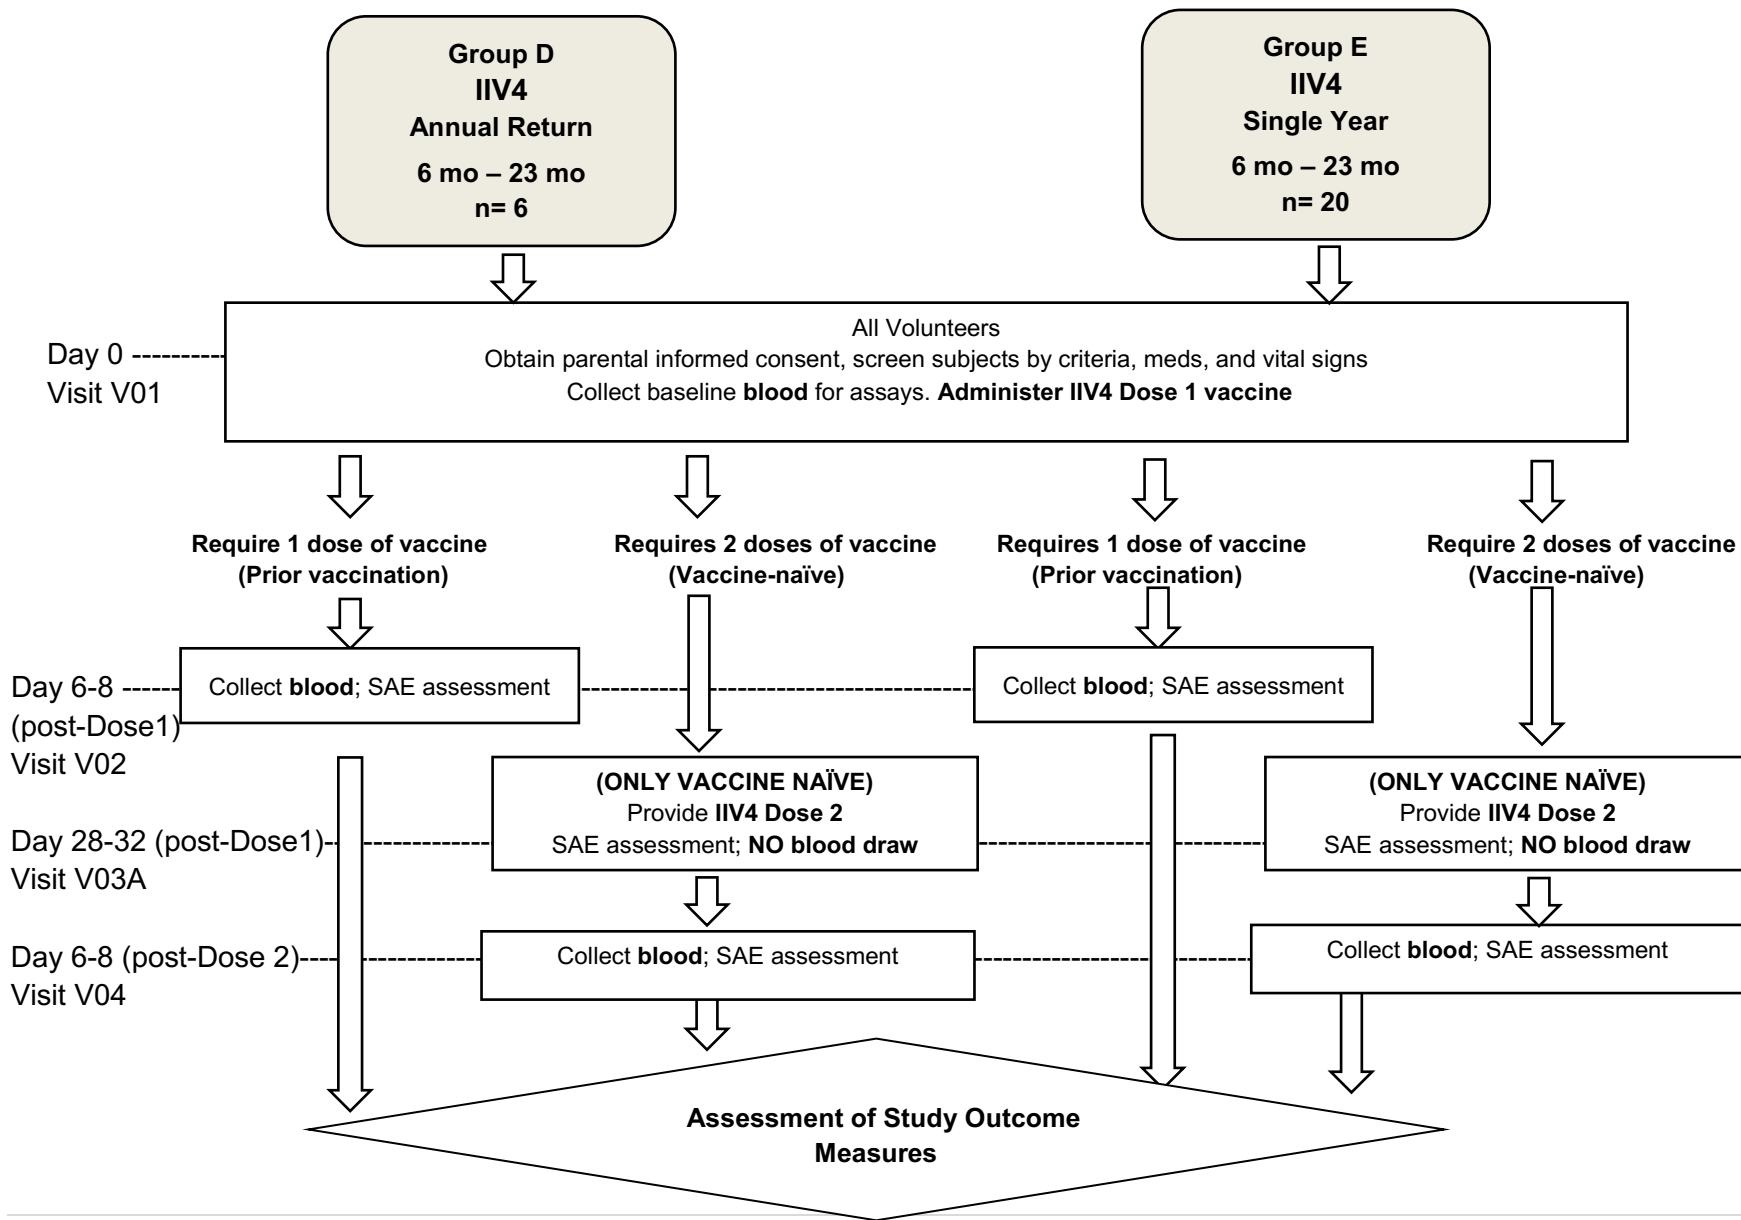 Group D
IIV4
Annual Return
6 mo – 23 mo
n= 6
Group E
IIV4
Single Year
6 mo – 23 mo
n= 20
Day 0
Visit V01
All Volunteers
Obtain parental informed consent, screen subjects by criteria, meds, and vital signs
Collect baseline blood for assays. Administer IIV4 Dose 1 vaccine
Require 1 dose of vaccine
(Prior vaccination)
Requires 2 doses of vaccine
(Vaccine-naïve)
Requires 1 dose of vaccine
(Prior vaccination)
Require 2 doses of vaccine
(Vaccine-naïve)
Day 6-8
(post-Dose1)
Visit V02
Collect blood; SAE assessment
Collect blood; SAE assessment
Day 28-32 (post-Dose1)
Visit V03A
(ONLY VACCINE NAÏVE)
Provide IIV4 Dose 2
SAE assessment; NO blood draw
(ONLY VACCINE NAÏVE)
Provide IIV4 Dose 2
SAE assessment; NO blood draw
Day 6-8 (post-Dose 2)
Visit V04
Collect blood; SAE assessment
Collect blood; SAE assessment
Assessment of Study Outcome
Measures